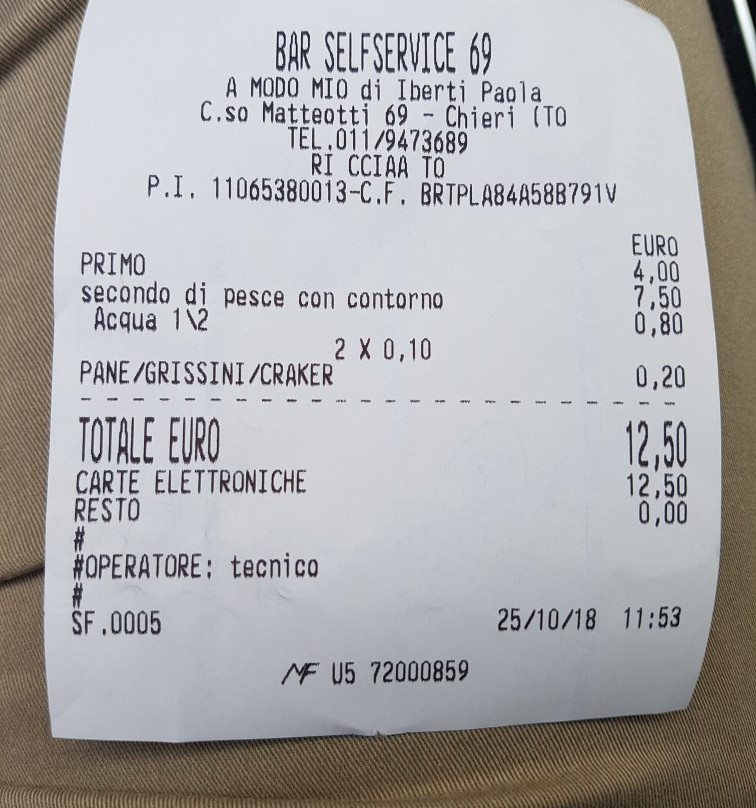 BAR SELFSERVICE 69
A MODO MIO di Iberti Paola
C.so Matteotti 69 - Chieri (TO
TEL.011/9473689
RI CCIAA TO
P.I. 11065380013-C.F. BRTPLA84A58B791V
EURO
PRIMO 4,00
secondo di pesce con contorno 7,50
Acqua 1\2 0,80
2 X 0,10
PANE/GRISSINI/CRAKER 0,20
TOTALE EURO 12,50
CARTE ELETTRONICHE 12,50
RESTO 0,00
#
#OPERATORE: tecnico
#
SF.0005 25/10/18 11:53
MF U5 72000859